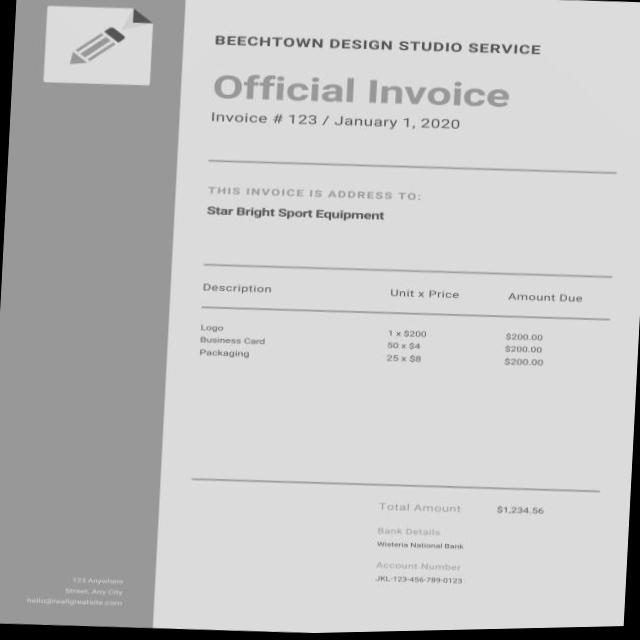 BEECHTOWN DESIGN STUDIO SERVICE
Official Invoice
Invoice # 123 / January 1, 2020
THIS INVOICE IS ADDRESS TO:
Star Bright Sport Equipment
Description Unit x Price Amount Due
Logo 1 x $200 $200.00
Business Card 50 x $4 $200.00
Packaging 25 x $8 $200.00
Total Amount $1,234.56
Bank Details
Wisteria National Bank
Account Number
JKL-123-456-789-0123
123 Anywhere
Street, Any City
hello@reallgreatsite.com